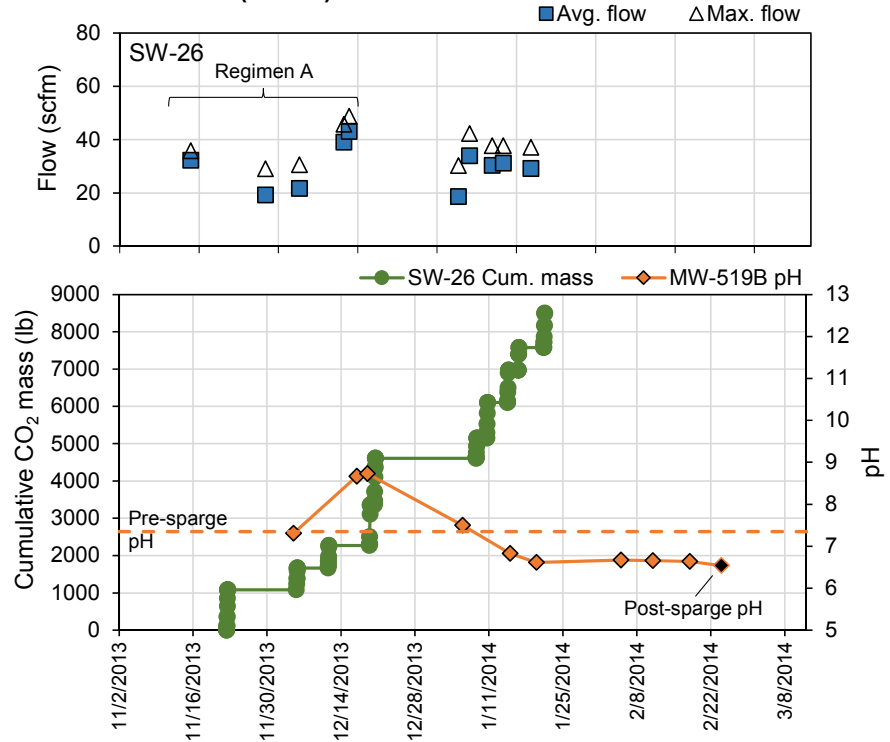 Avg. flow Max. flow
80
SW-26
Regimen A
60
40
20
0
Flow (scfm)
SW-26 Cum. mass MW-519B pH
9000 13
8000 12
7000 11
6000 10
5000 9
4000 8
3000 7
2000 6
1000 5
0
Cumulative CO2 mass (lb)
pH
Pre-sparge
pH
Post-sparge pH
11/2/2013
11/16/2013
11/30/2013
12/14/2013
12/28/2013
1/11/2014
1/25/2014
2/8/2014
2/22/2014
3/8/2014